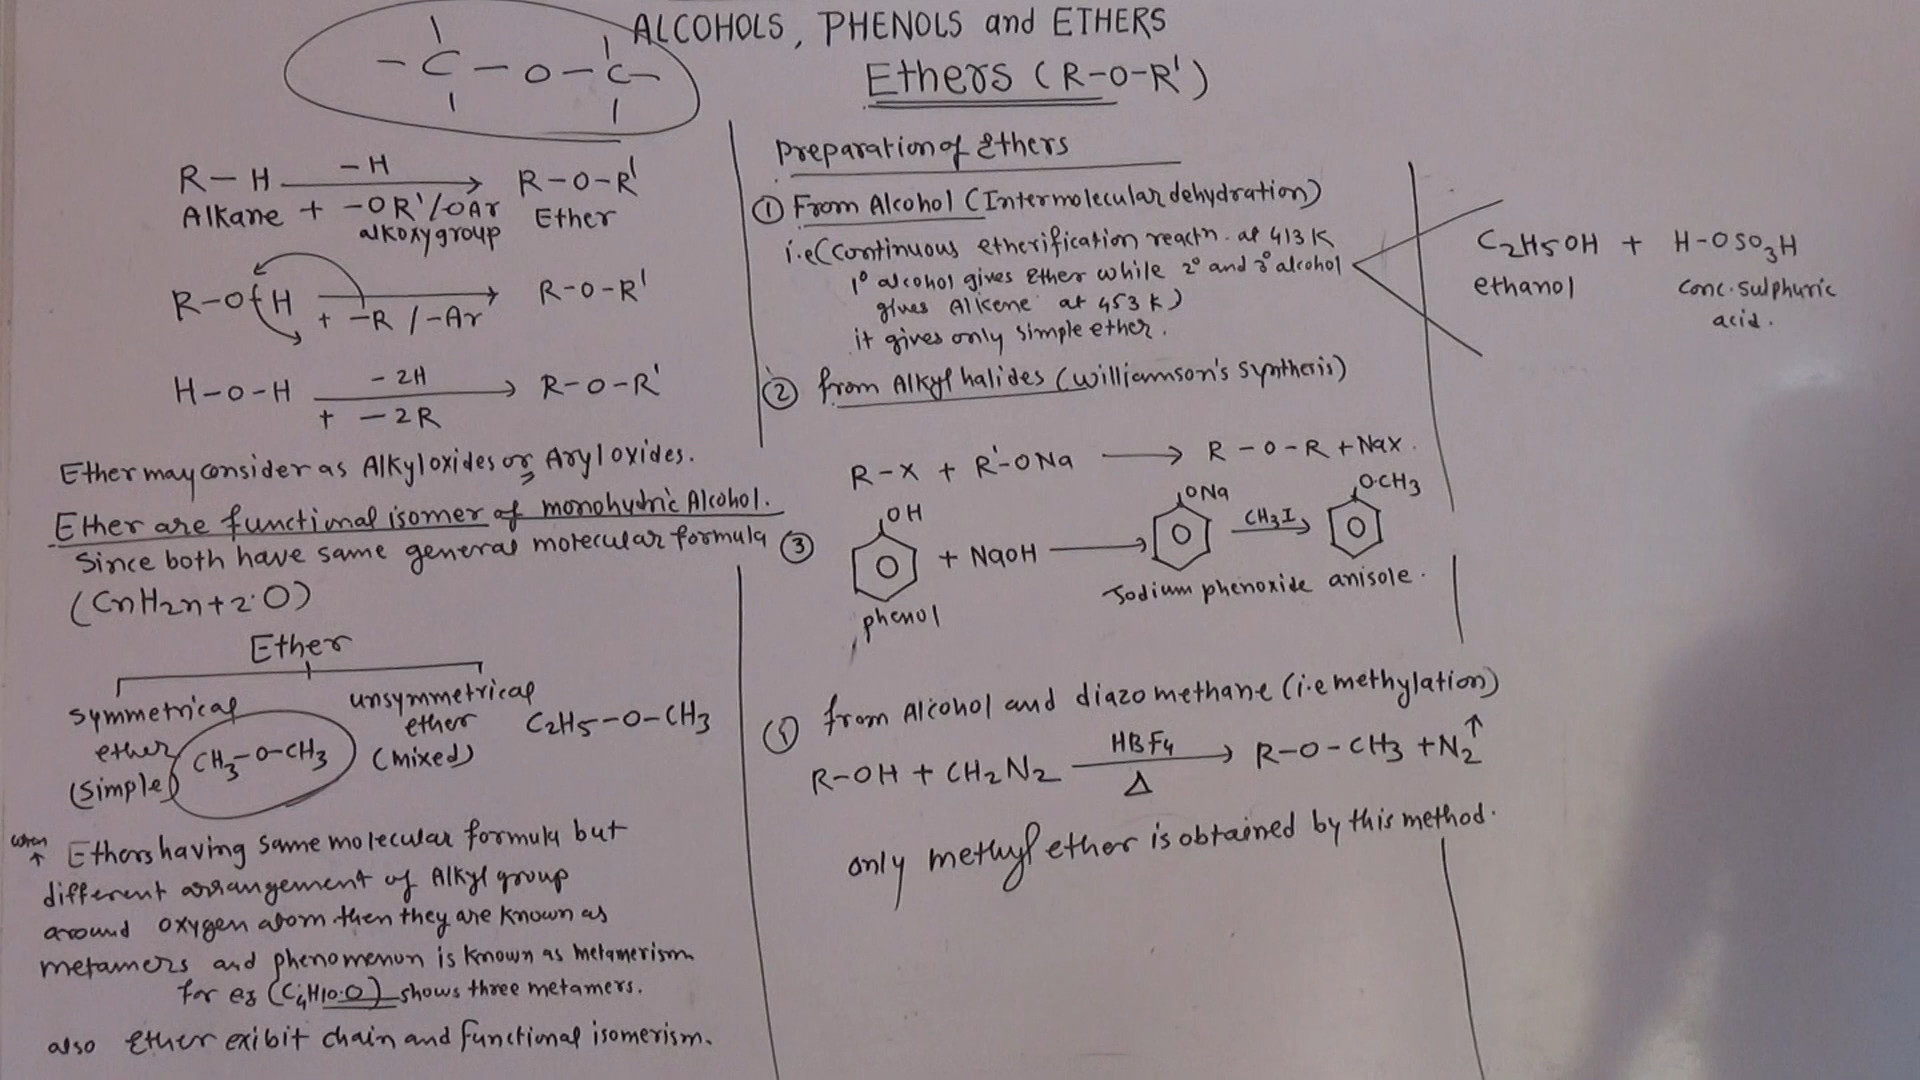 ALCOHOLS, PHENOLS and ETHERS
Ethers (R-O-R')
- C - O - C -
R-H -H → R-O-R'
Alkane + -OR'/OAr Ether
alkoxy group
R-O H → R-O-R'
+ -R /-Ar
H-O-H -2H → R-O-R'
+ -2R
Ether may consider as Alkyloxides or Aryloxides.
Ether are functional isomer of monohydric Alcohol.
Since both have same general molecular formula
(CnH2n+2·O)
Ether
symmetrical
ether
(simple)
CH3-O-CH3
unsymmetrical
ether
(mixed)
C2H5-O-CH3
when
↑ Ethers having same molecular formula but
different arrangement of Alkyl group
around oxygen atom then they are known as
metamers and phenomenon is known as metamerism
for eg (C4H10·O) shows three metamers.
also Ether exibit chain and functional isomerism.
Preparation of Ethers
① From Alcohol (Intermolecular dehydration)
i.e (continuous etherification reactn. at 413 K
1° alcohol gives Ether while 2° and 3° alcohol
gives Alkene at 453 K)
it gives only simple ether.
② from Alkyl halides (williamson's synthesis)
R-X + R'-ONa → R-O-R + Nax.
③ OH + NaOH → ONa CH3I → OCH3
phenol Sodium phenoxide anisole.
④ from Alcohol and diazo methane (i.e methylation)
R-OH + CH2N2 HBF4 → R-O-CH3 + N2↑
Δ
only methyl ether is obtained by this method.
C2H5OH + H-OSO3H
ethanol conc. sulphuric
acid.